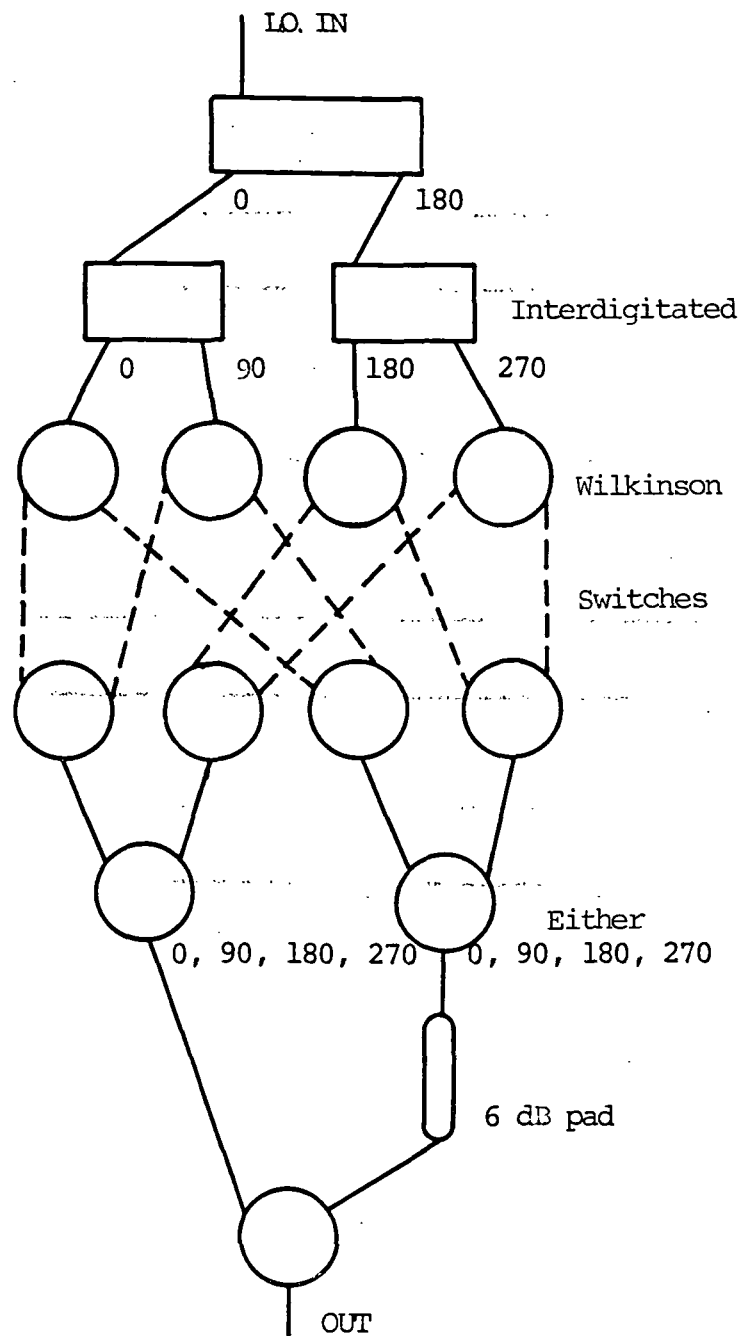 LO. IN
0 180
Interdigitated
0 90 180 270
Wilkinson
Switches
Either
0, 90, 180, 270 0, 90, 180, 270
6 dB pad
OUT